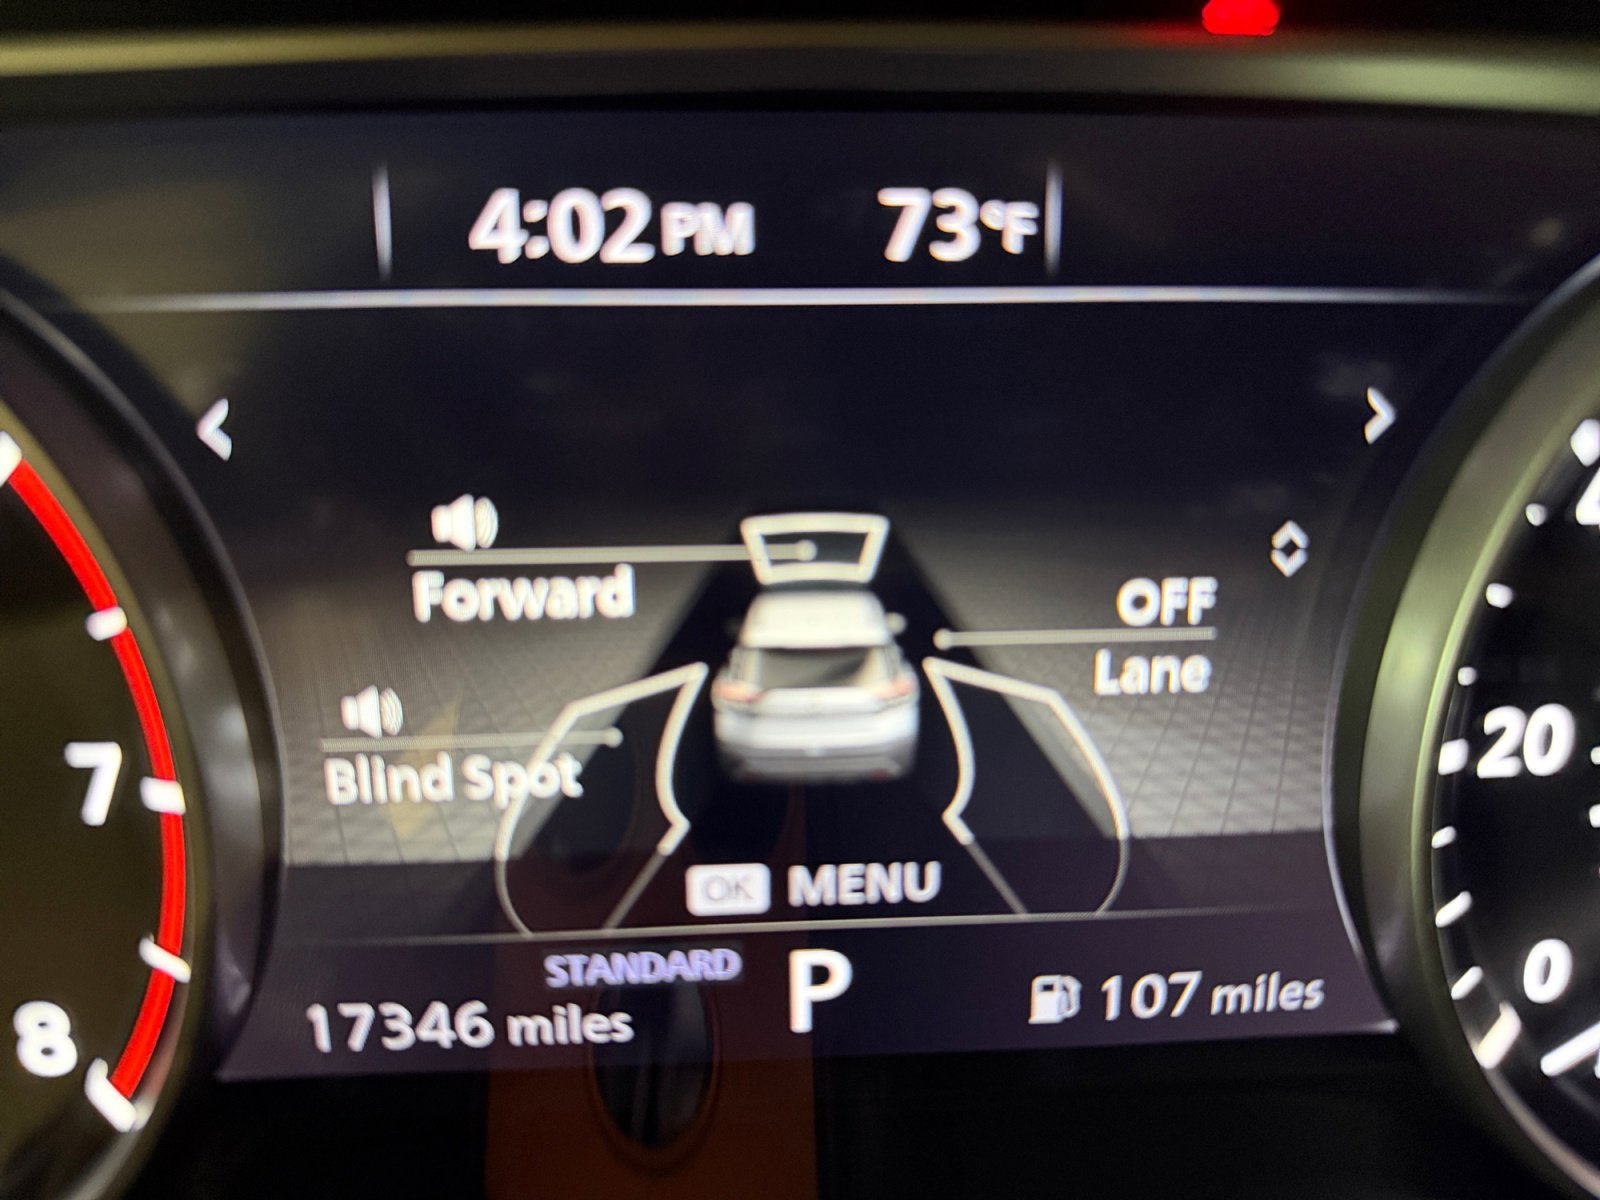 4:02 PM 73°F
Forward
OFF
Lane
Blind Spot
OK MENU
STANDARD
P
17346 miles
107 miles
7
8
20
0